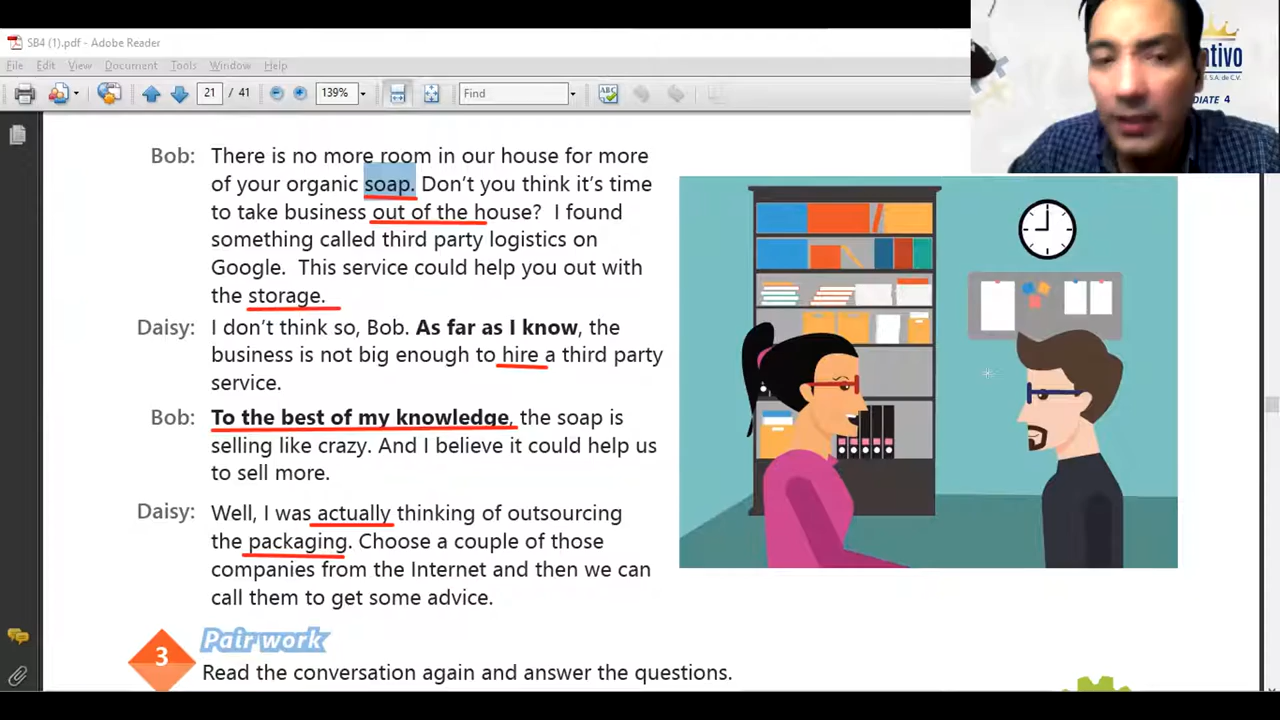 SB4 (1).pdf - Adobe Reader
File Edit View Document Tools Window Help
21 / 41 139% Find
ntivo
S.A. de C.V.
DIATE 4
Bob: There is no more room in our house for more
of your organic soap. Don't you think it's time
to take business out of the house? I found
something called third party logistics on
Google. This service could help you out with
the storage.
Daisy: I don't think so, Bob. As far as I know, the
business is not big enough to hire a third party
service.
Bob: To the best of my knowledge, the soap is
selling like crazy. And I believe it could help us
to sell more.
Daisy: Well, I was actually thinking of outsourcing
the packaging. Choose a couple of those
companies from the Internet and then we can
call them to get some advice.
3 Pair work
Read the conversation again and answer the questions.